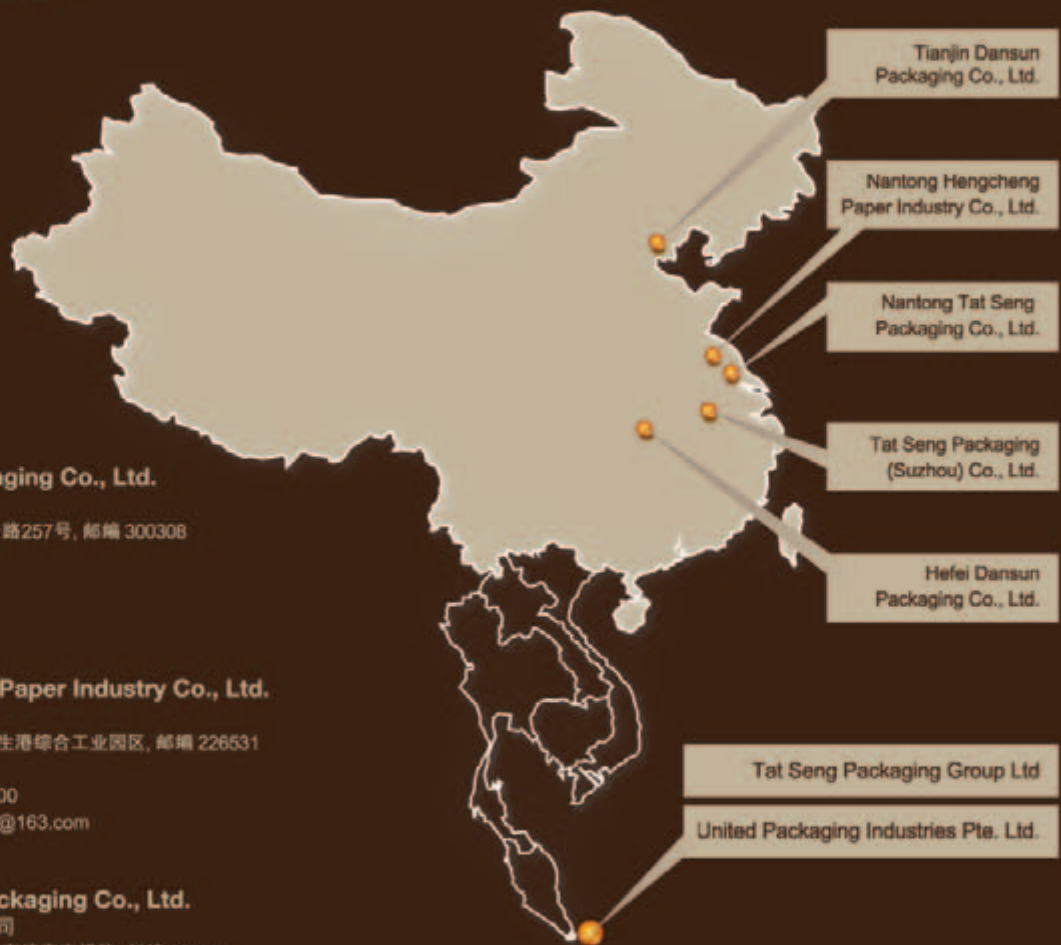 Tianjin Dansun
Packaging Co., Ltd.
Nantong Hengcheng
Paper Industry Co., Ltd.
Nantong Tat Seng
Packaging Co., Ltd.
Tat Seng Packaging
(Suzhou) Co., Ltd.
Hefei Dansun
Packaging Co., Ltd.
Tat Seng Packaging Group Ltd
United Packaging Industries Pte. Ltd.
aging Co., Ltd.
路257号, 邮编 300308
Paper Industry Co., Ltd.
生港综合工业园区, 邮编 226531
00
@163.com
ckaging Co., Ltd.
司